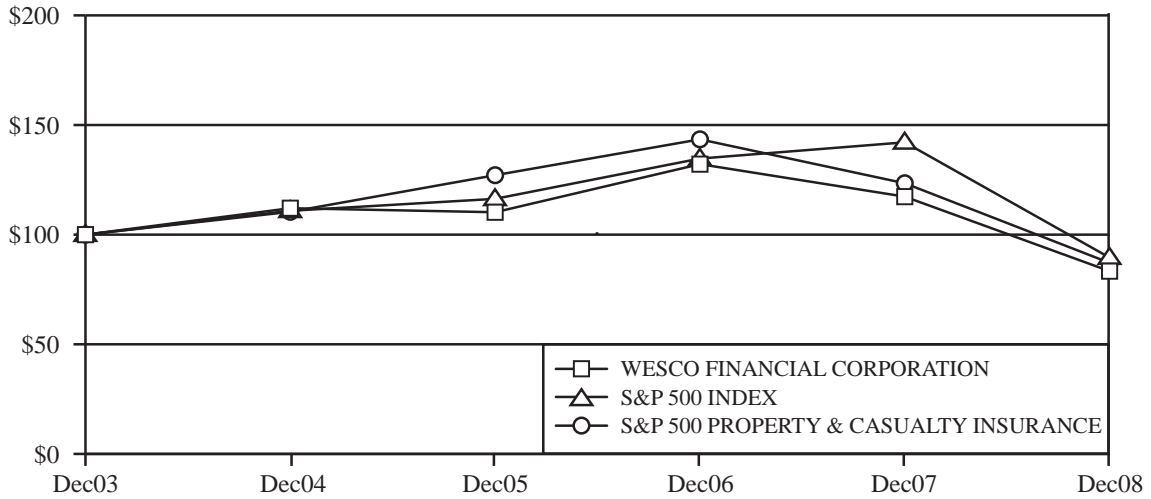 $200
$150
$100
$50
$0
WESCO FINANCIAL CORPORATION
S&P 500 INDEX
S&P 500 PROPERTY & CASUALTY INSURANCE
Dec03 Dec04 Dec05 Dec06 Dec07 Dec08